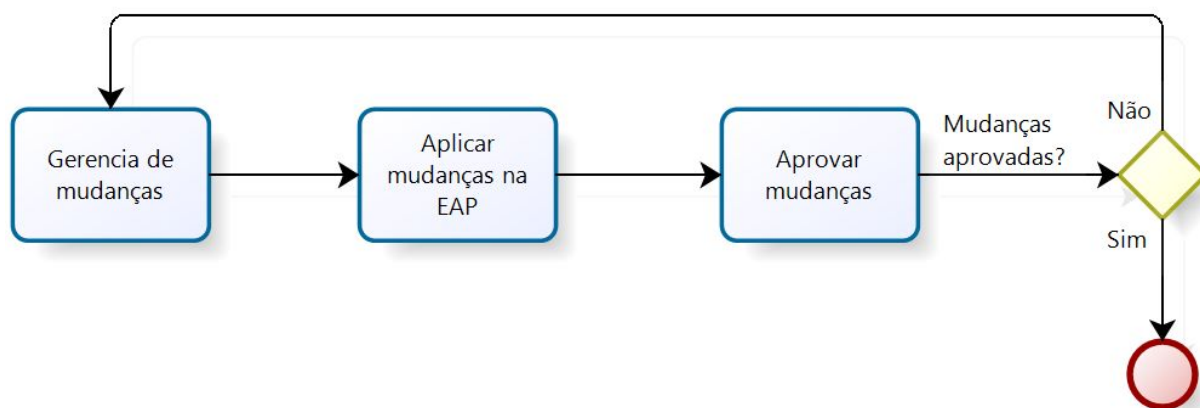 Gerencia de
mudanças
Aplicar
mudanças na
EAP
Aprovar
mudanças
Mudanças
aprovadas?
Não
Sim